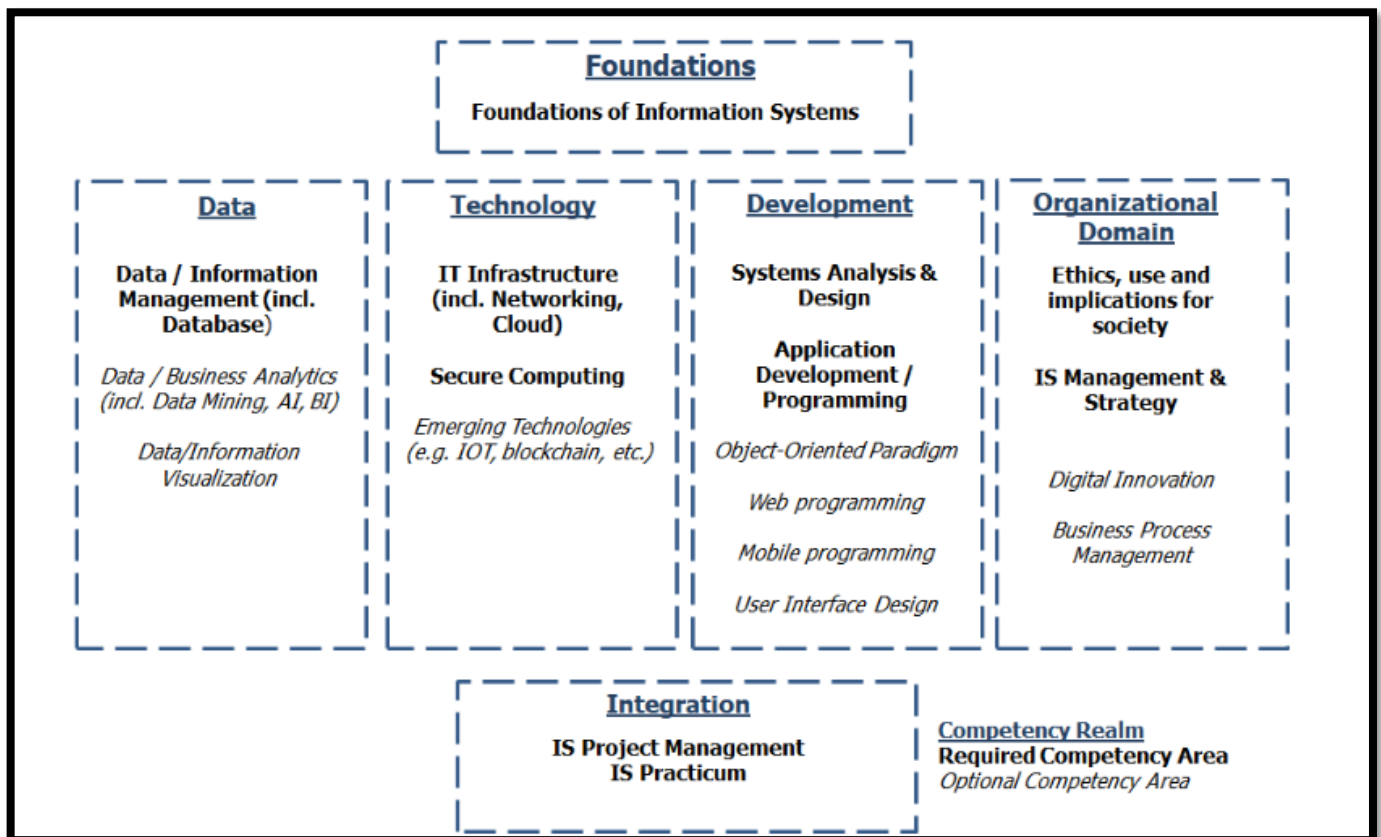 Foundations
Foundations of Information Systems
Data
Data / Information
Management (incl.
Database)
Data / Business Analytics
(incl. Data Mining, AI, BI)
Data/Information
Visualization
Technology
IT Infrastructure
(incl. Networking,
Cloud)
Secure Computing
Emerging Technologies
(e.g. IOT, blockchain, etc.)
Development
Systems Analysis &
Design
Application
Development /
Programming
Object-Oriented Paradigm
Web programming
Mobile programming
User Interface Design
Organizational
Domain
Ethics, use and
implications for
society
IS Management &
Strategy
Digital Innovation
Business Process
Management
Integration
IS Project Management
IS Practicum
Competency Realm
Required Competency Area
Optional Competency Area